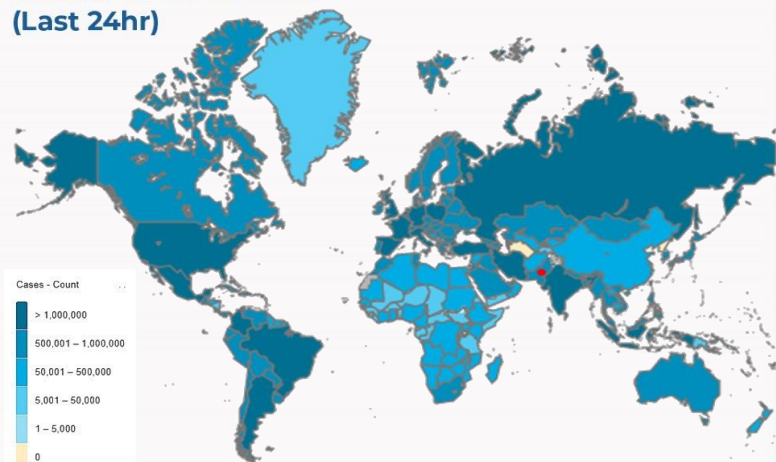 (Last 24hr)
Cases - Count
> 1,000,000
500,001 – 1,000,000
50,001 – 500,000
5,001 – 50,000
1 – 5,000
0